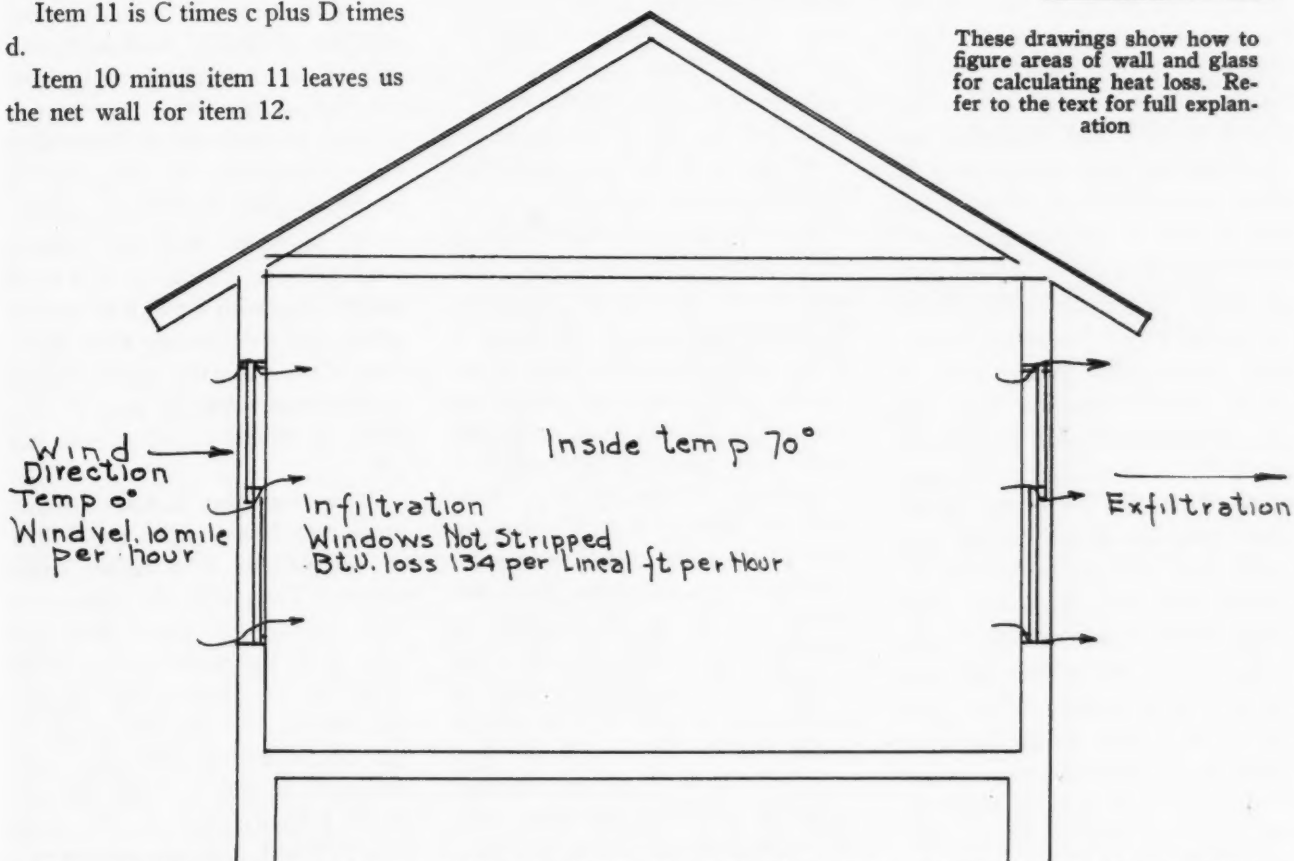 Item 11 is C times c plus D times
d.
Item 10 minus item 11 leaves us
the net wall for item 12.
These drawings show how to
figure areas of wall and glass
for calculating heat loss. Re-
fer to the text for full explan-
ation
Wind
Direction
Temp 0°
Wind vel. 10 mile
per hour
Inside temp 70°
Infiltration
Windows Not Stripped
B.t.U. loss 134 per Lineal ft per Hour
Exfiltration